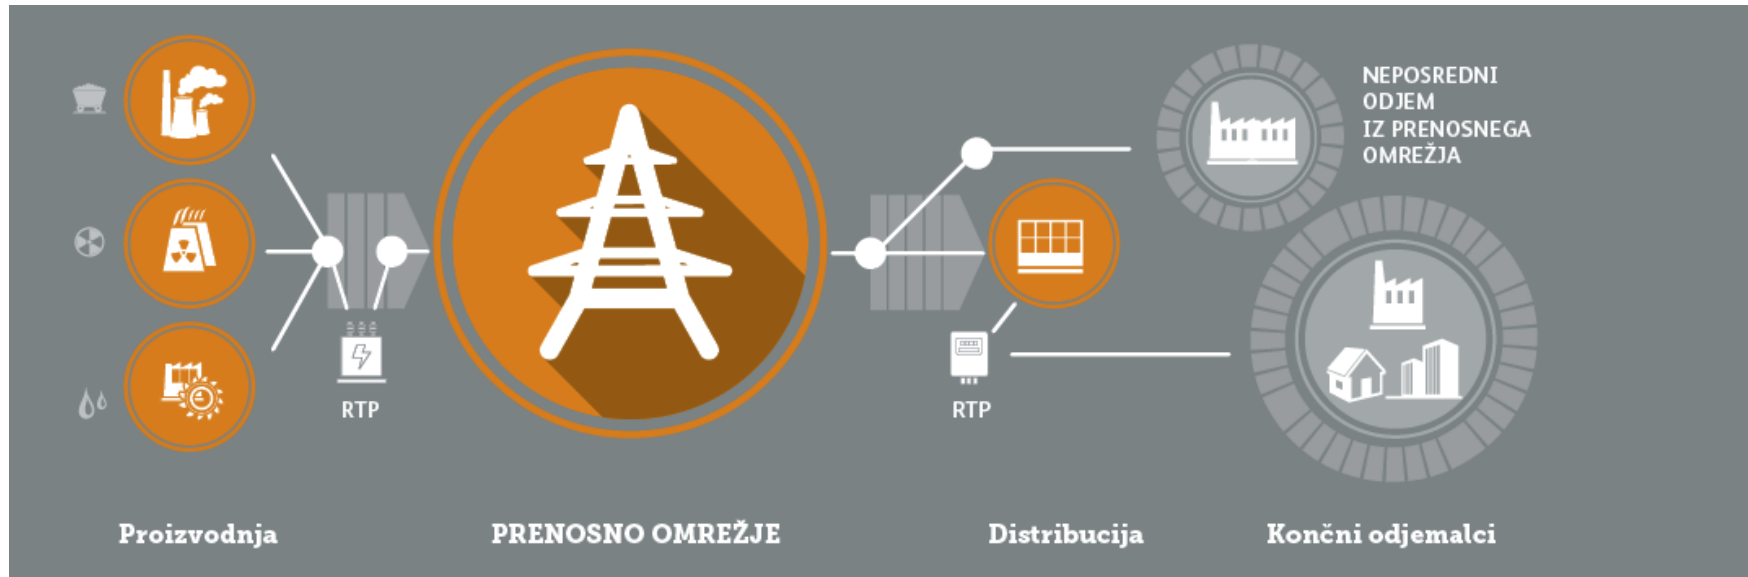 NEPOSREDNI
ODJEM
IZ PRENOSNEGA
OMREŽJA
RTP
RTP
Proizvodnja
PRENOSNO OMREŽJE
Distribucija
Končni odjemalci